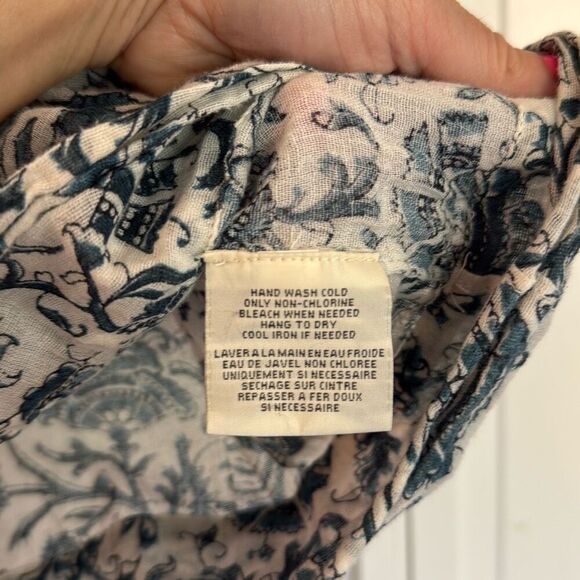 HAND WASH COLD
ONLY NON-CHLORINE
BLEACH WHEN NEEDED
HANG TO DRY
COOL IRON IF NEEDED
LAVER A LA MAIN EN EAU FROIDE
EAU DE JAVEL NON CHLOREE
UNIQUEMENT SI NECESSAIRE
SECHAGE SUR CINTRE
REPASSER A FER DOUX
SI NECESSAIRE